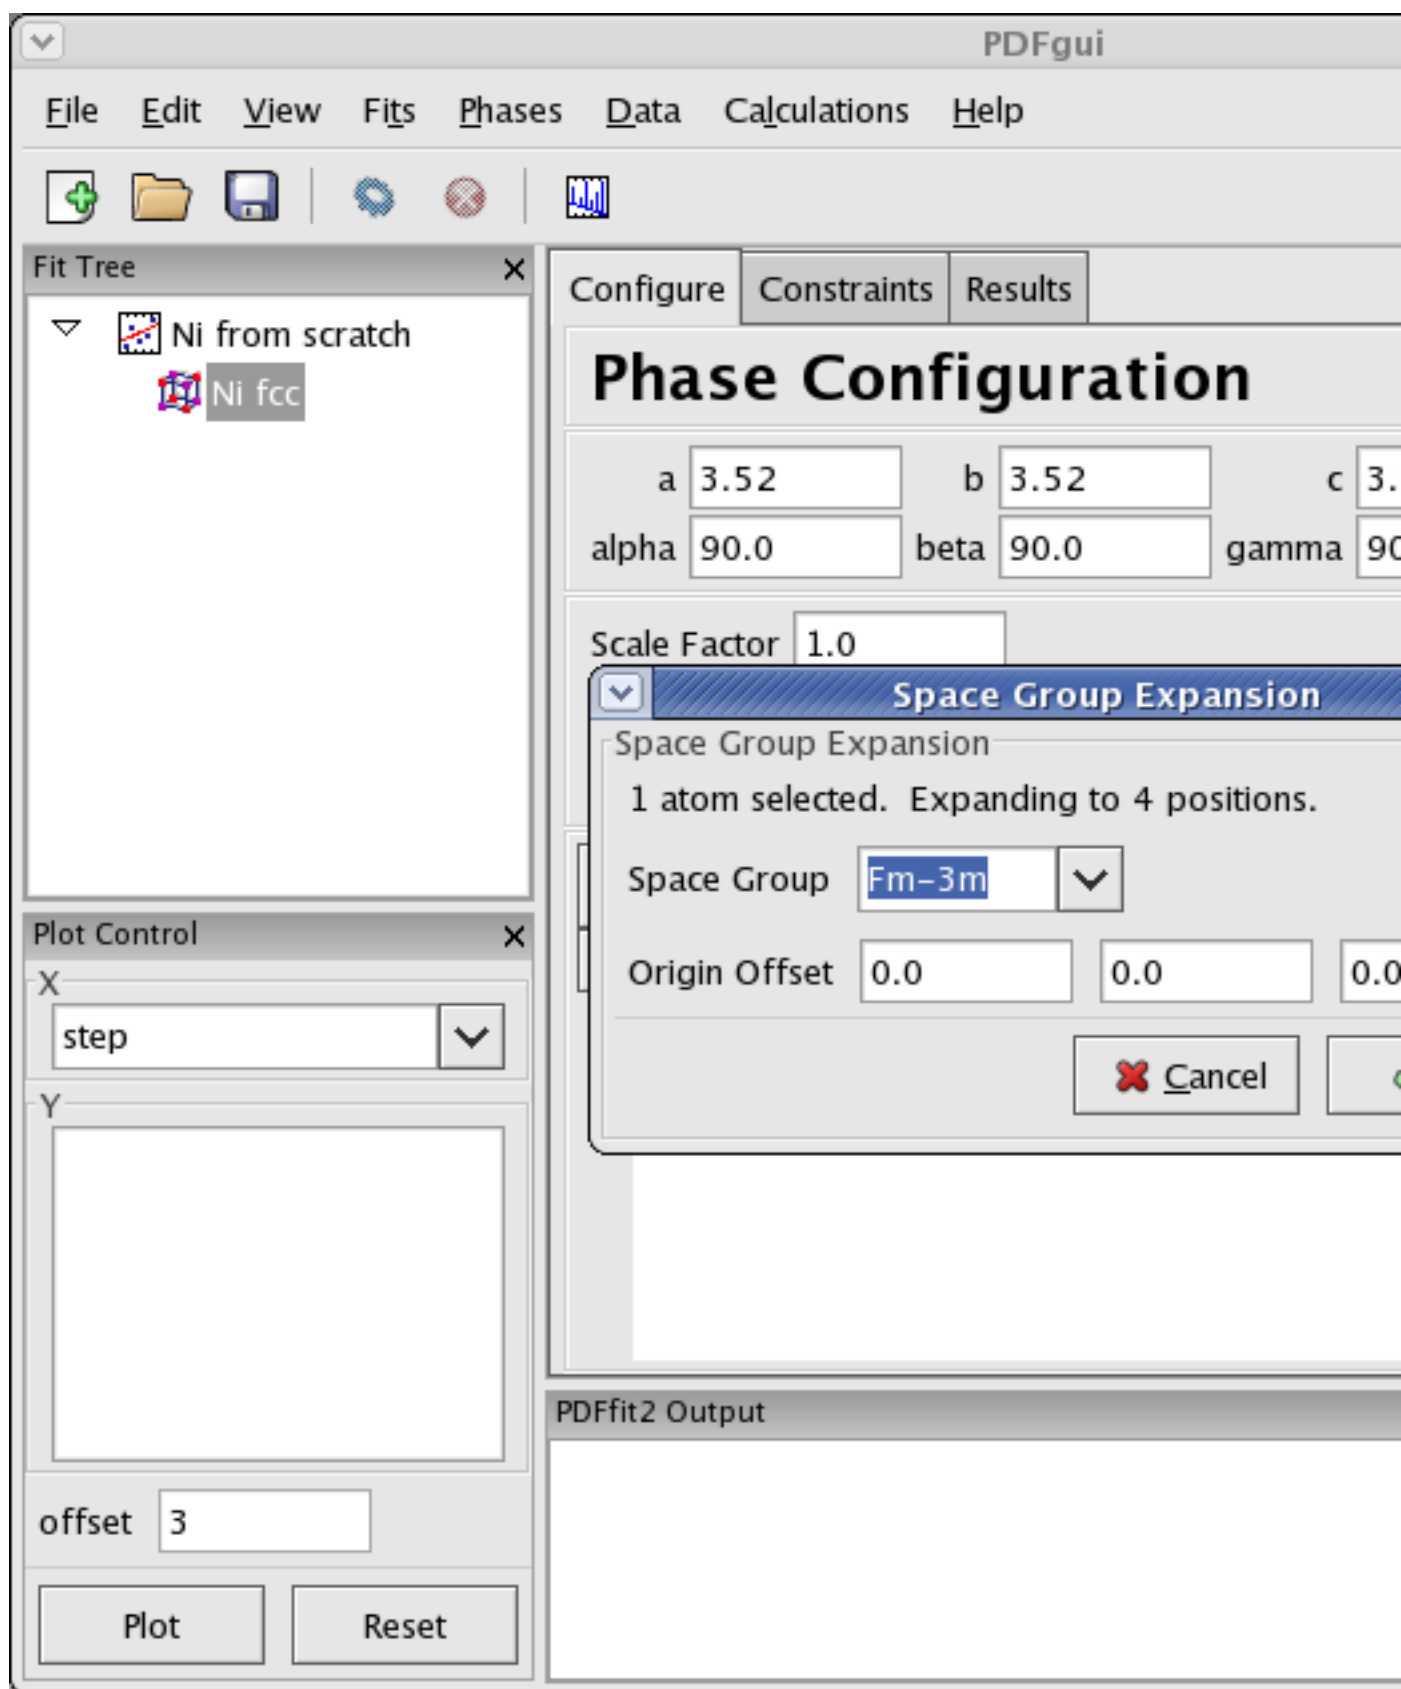 PDFgui
File Edit View Fits Phases Data Calculations Help
Fit Tree
Ni from scratch
Ni fcc
Configure Constraints Results
Phase Configuration
a 3.52 b 3.52 c 3.
alpha 90.0 beta 90.0 gamma 90
Scale Factor 1.0
Space Group Expansion
Space Group Expansion
1 atom selected. Expanding to 4 positions.
Space Group Fm-3m
Origin Offset 0.0 0.0 0.0
Cancel
Plot Control
X
step
Y
offset 3
Plot Reset
PDFfit2 Output